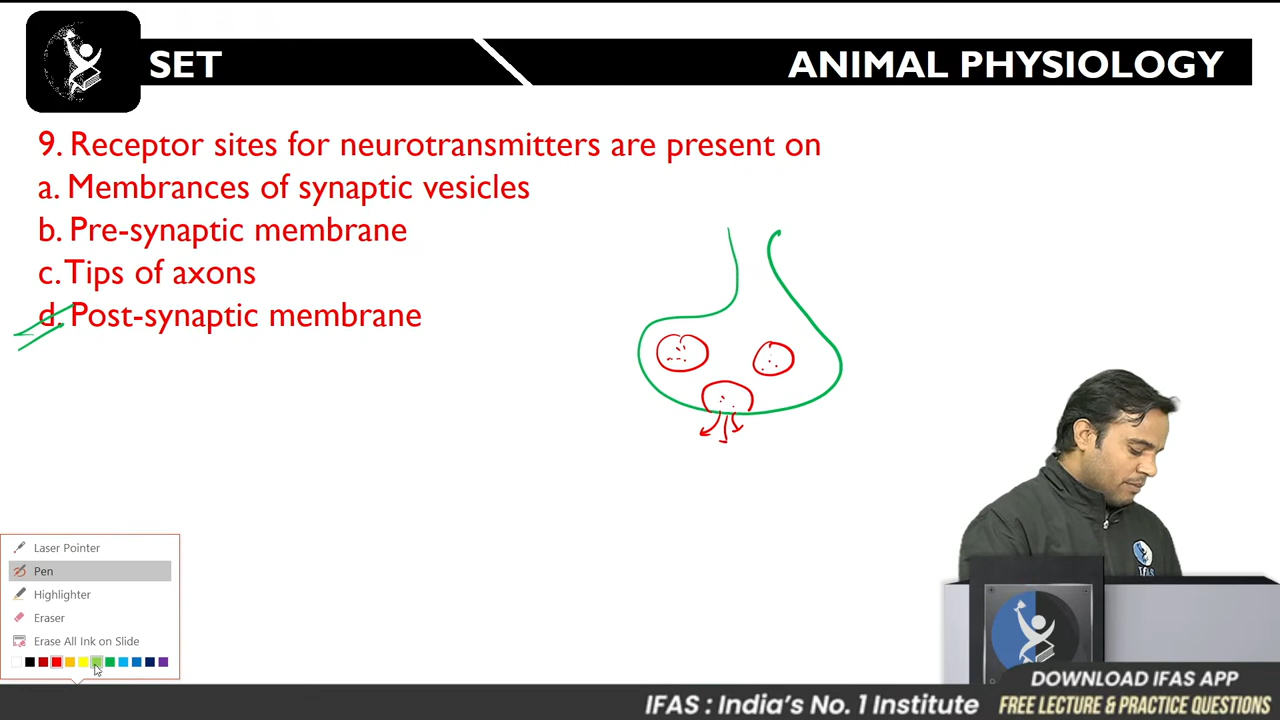 SET
ANIMAL PHYSIOLOGY
9. Receptor sites for neurotransmitters are present on
a. Membrances of synaptic vesicles
b. Pre-synaptic membrane
c. Tips of axons
d. Post-synaptic membrane
Laser Pointer
Pen
Highlighter
Eraser
Erase All Ink on Slide
IFAS
DOWNLOAD IFAS APP
IFAS : India's No. 1 Institute
FREE LECTURE & PRACTICE QUESTIONS